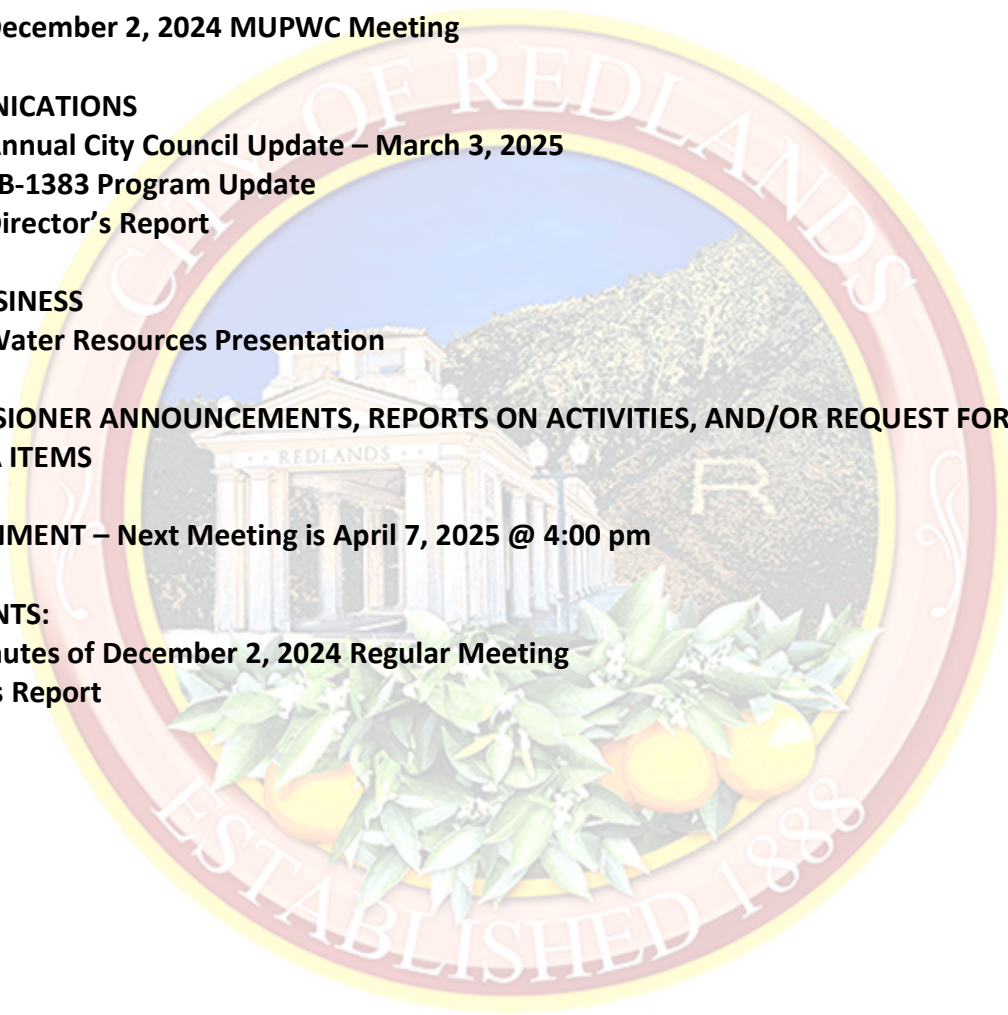 December 2, 2024 MUPWC Meeting
NICATIONS
Annual City Council Update – March 3, 2025
B-1383 Program Update
Director's Report
SINESS
Water Resources Presentation
SIONER ANNOUNCEMENTS, REPORTS ON ACTIVITIES, AND/OR REQUEST FOR
A ITEMS
NMENT – Next Meeting is April 7, 2025 @ 4:00 pm
NTS:
nutes of December 2, 2024 Regular Meeting
s Report
CITY OF REDLANDS
REDLANDS
R
ESTABLISHED 1888